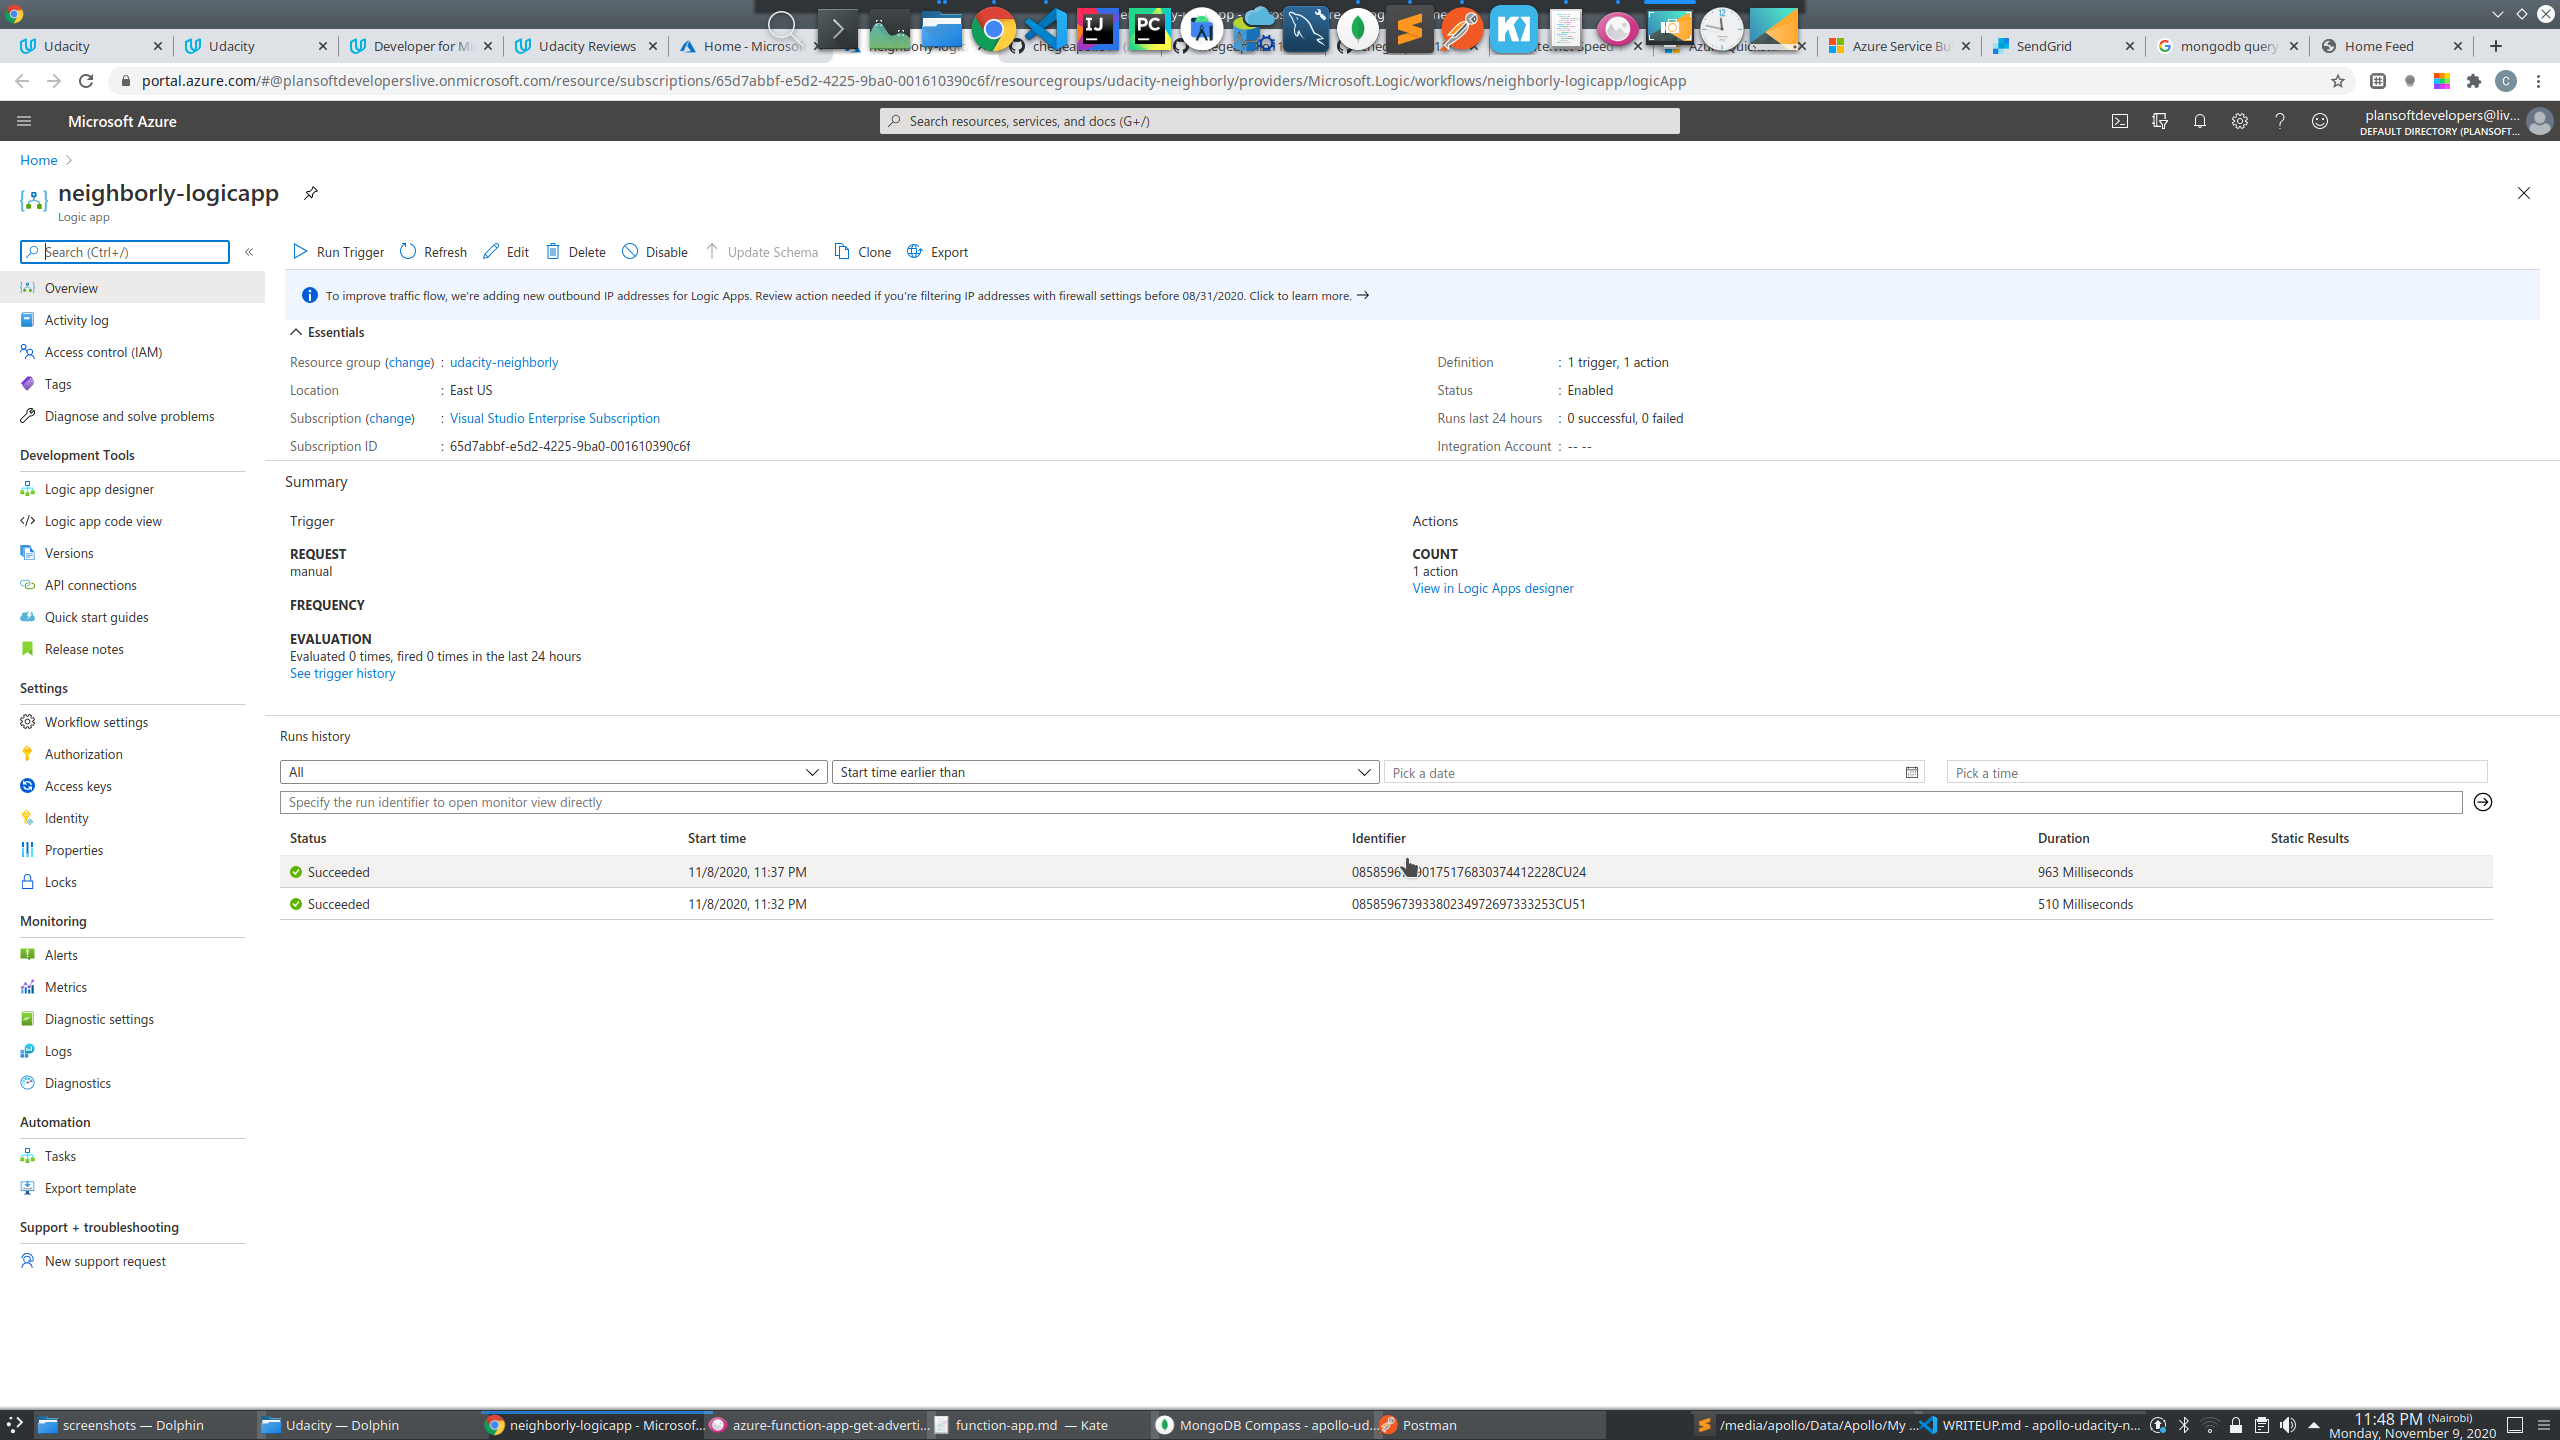 Udacity
Udacity
Developer for Mi
Udacity Reviews
Home - Microso
neighborly-logic
Azure Service Bu
SendGrid
mongodb query
Home Feed
portal.azure.com/#@plansoftdeveloperslive.onmicrosoft.com/resource/subscriptions/65d7abbf-e5d2-4225-9ba0-001610390c6f/resourcegroups/udacity-neighborly/providers/Microsoft.Logic/workflows/neighborly-logicapp/logicApp
C
Microsoft Azure
Search resources, services, and docs (G+/)
plansoftdevelopers@liv...
DEFAULT DIRECTORY (PLANSOFT...
Home
neighborly-logicapp
Logic app
Search (Ctrl+/)
Run Trigger Refresh Edit Delete Disable Update Schema Clone Export
To improve traffic flow, we're adding new outbound IP addresses for Logic Apps. Review action needed if you're filtering IP addresses with firewall settings before 08/31/2020. Click to learn more.
Overview
Activity log
Access control (IAM)
Tags
Diagnose and solve problems
Development Tools
Logic app designer
Logic app code view
Versions
API connections
Quick start guides
Release notes
Settings
Workflow settings
Authorization
Access keys
Identity
Properties
Locks
Monitoring
Alerts
Metrics
Diagnostic settings
Logs
Diagnostics
Automation
Tasks
Export template
Support + troubleshooting
New support request
Essentials
Resource group (change) : udacity-neighborly
Location : East US
Subscription (change) : Visual Studio Enterprise Subscription
Subscription ID : 65d7abbf-e5d2-4225-9ba0-001610390c6f
Definition : 1 trigger, 1 action
Status : Enabled
Runs last 24 hours : 0 successful, 0 failed
Integration Account : -- --
Summary
Trigger
REQUEST
manual
FREQUENCY
EVALUATION
Evaluated 0 times, fired 0 times in the last 24 hours
See trigger history
Actions
COUNT
1 action
View in Logic Apps designer
Runs history
All
Start time earlier than
Pick a date
Pick a time
Specify the run identifier to open monitor view directly
Status Start time Identifier Duration Static Results
Succeeded 11/8/2020, 11:37 PM 963 Milliseconds
Succeeded 11/8/2020, 11:32 PM 08585967393380234972697333253CU51 510 Milliseconds
screenshots — Dolphin
Udacity — Dolphin
neighborly-logicapp - Microsof...
azure-function-app-get-adverti...
function-app.md — Kate
MongoDB Compass - apollo-ud...
Postman
/media/apollo/Data/Apollo/My ...
WRITEUP.md - apollo-udacity-n...
11:48 PM (Nairobi)
Monday, November 9, 2020